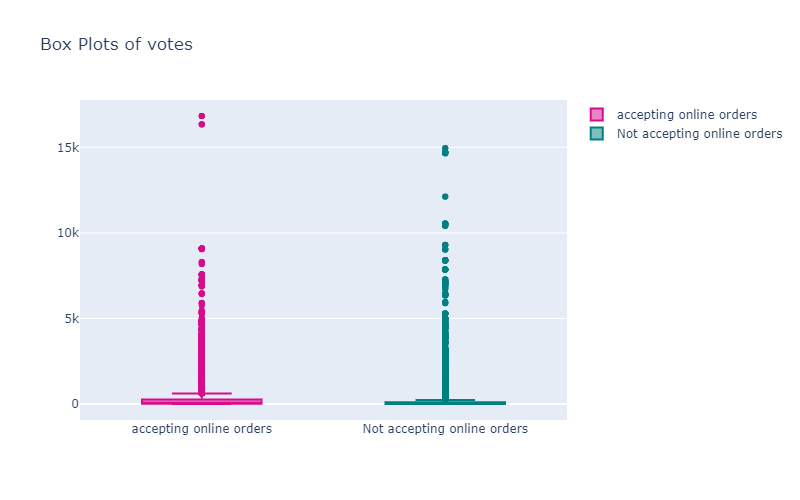 Box Plots of votes
accepting online orders
Not accepting online orders
15k
10k
5k
0
accepting online orders
Not accepting online orders